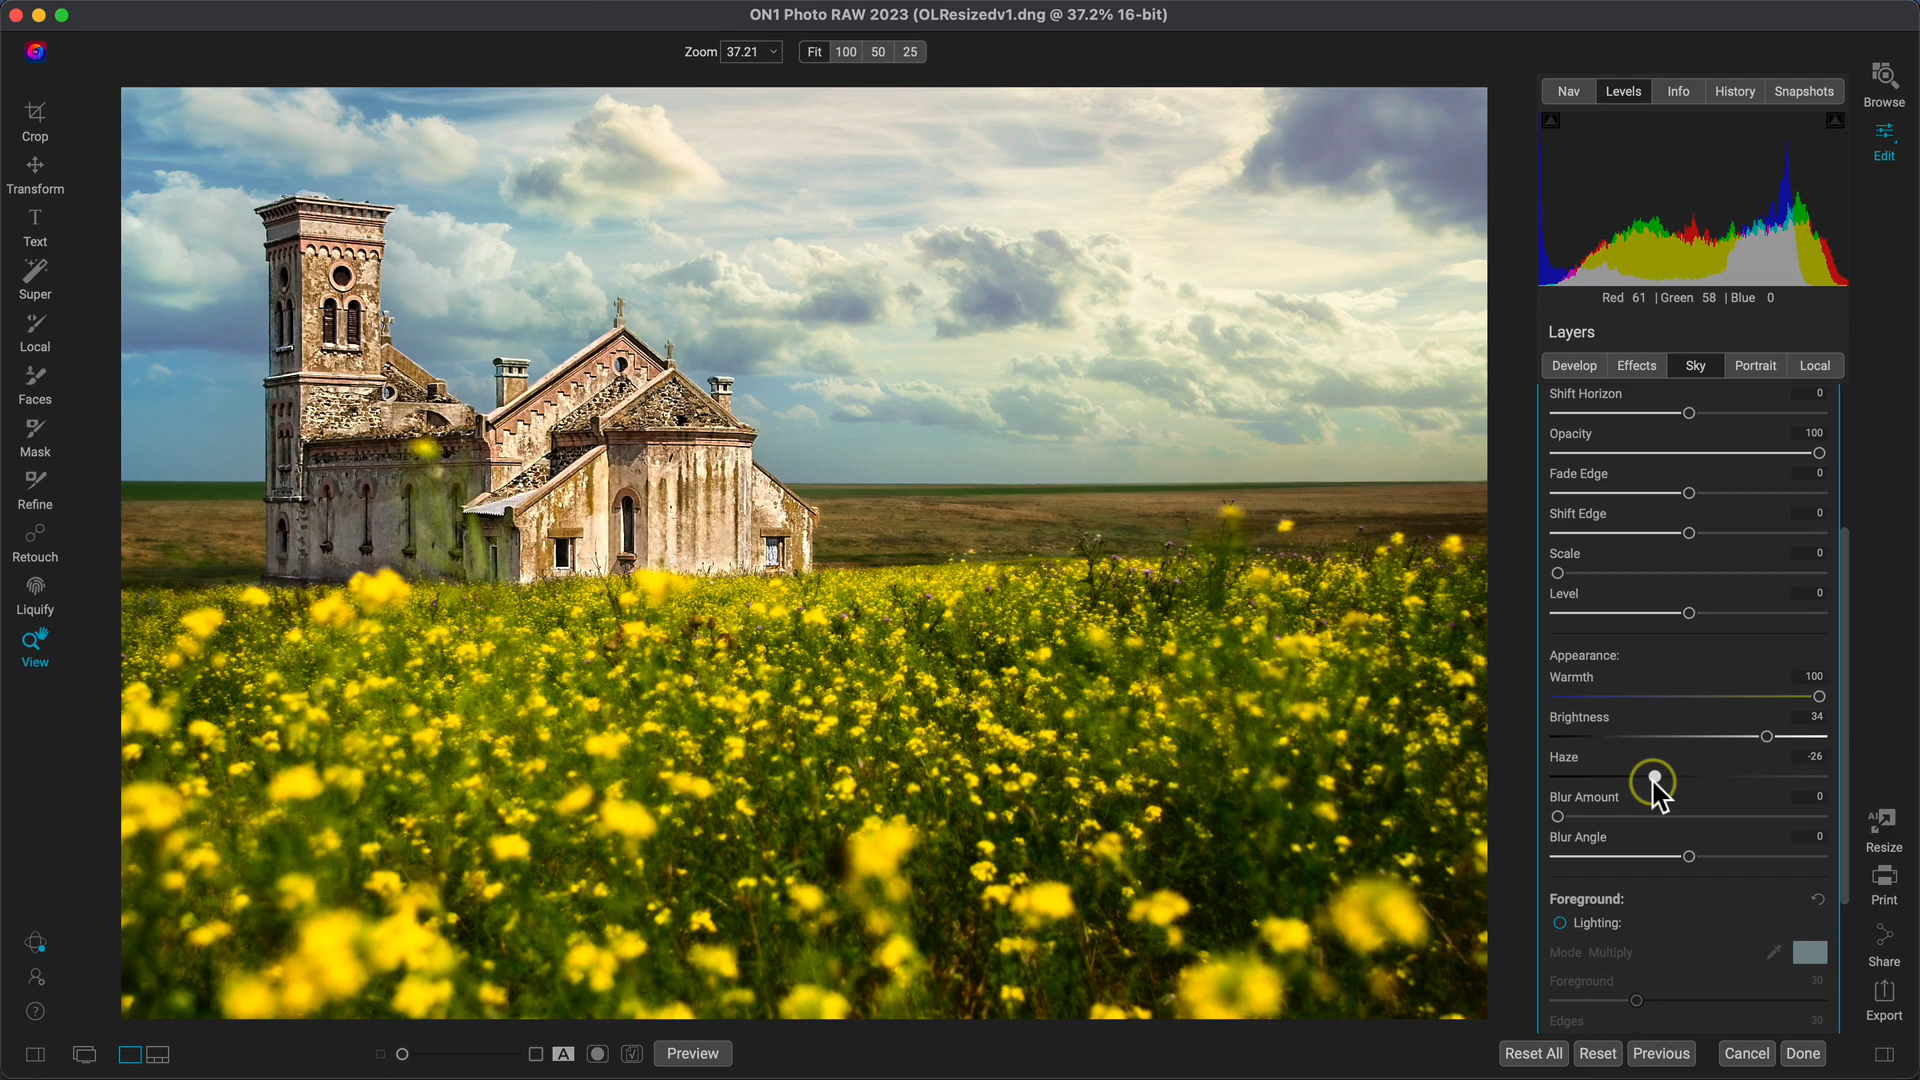 ON1 Photo RAW 2023 (OLResizedv1.dng @ 37.2% 16-bit)
Zoom 37.21 Fit 100 50 25
Crop
Transform
Text
Super
Local
Faces
Mask
Refine
Retouch
Liquify
View
Nav Levels Info History Snapshots
Red 61 |Green 58 |Blue 0
Layers
Develop Effects Sky Portrait Local
Shift Horizon 0
Opacity 100
Fade Edge 0
Shift Edge 0
Scale 0
Level 0
Appearance:
Warmth 100
Brightness 34
Haze -26
Blur Amount 0
Blur Angle 0
Foreground:
Lighting:
Mode Multiply
Foreground 30
Edges 30
Browse
Edit
AI
Resize
Print
Share
Export
?
A
Preview
Reset All Reset Previous Cancel Done